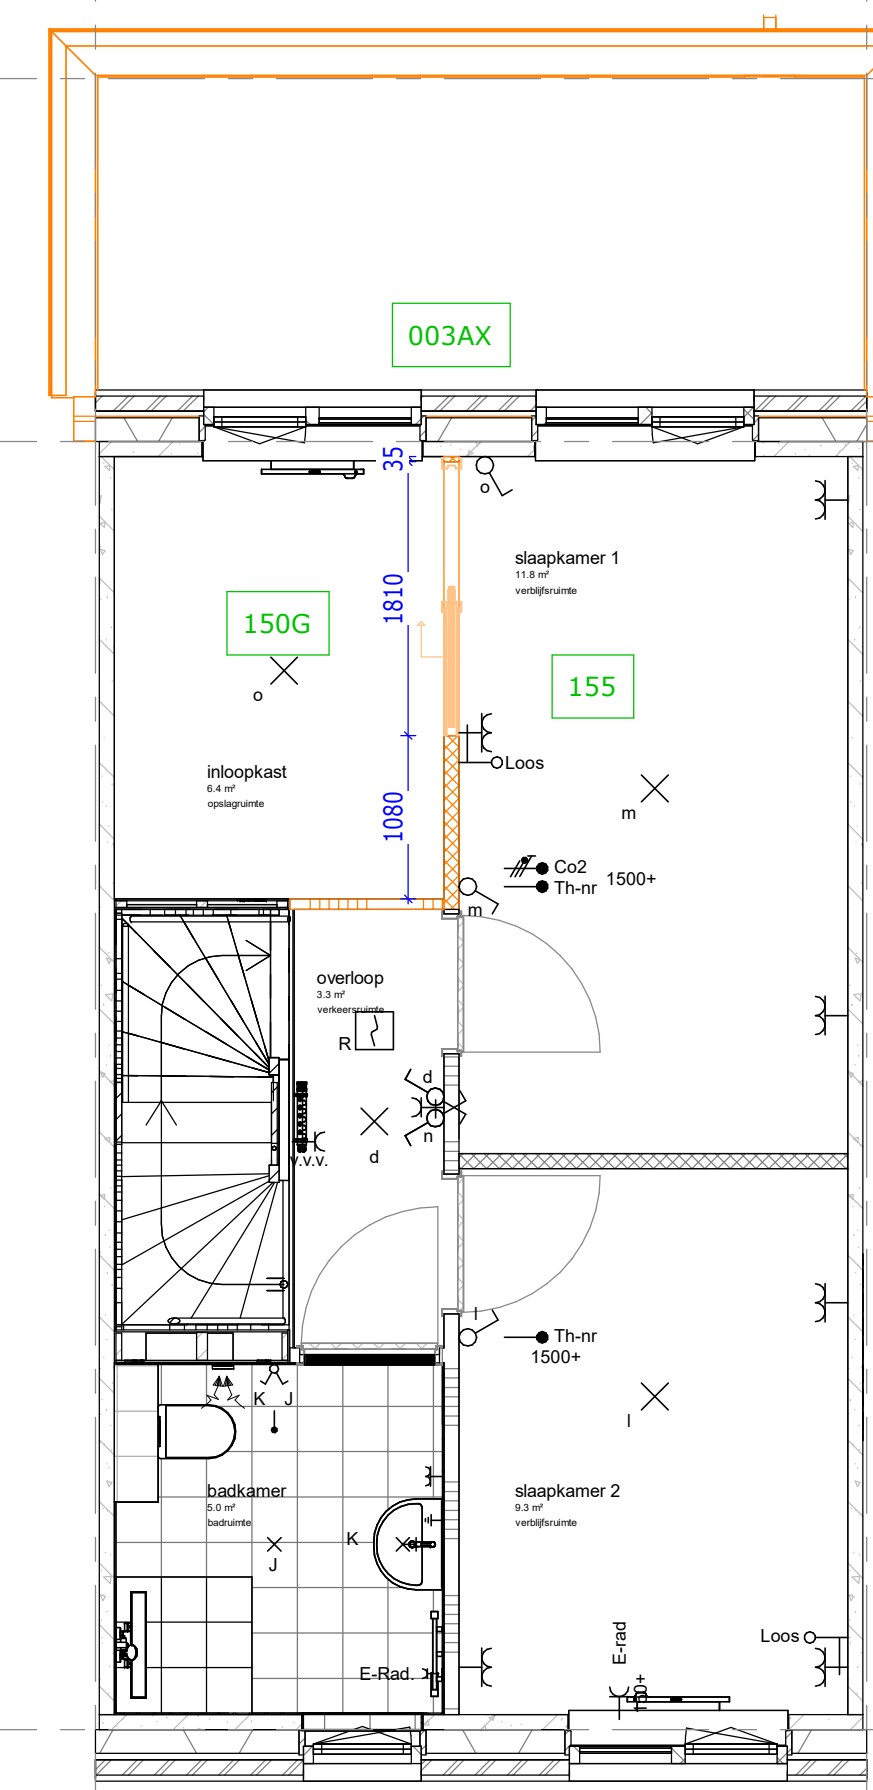 003AX
35
o
slaapkamer 1
11.8 m²
verblijfsruimte
1810
150G
155
o
Loos
inloopkast
6.4 m²
opslagruimte
m
1080
Co2
Th-nr
1500+
m
overloop
3.3 m²
verkeersruimte
R
d
n
d
v.v.v.
l
Th-nr
1500+
K J
l
badkamer
5.0 m²
badruimte
slaapkamer 2
9.3 m²
verblijfsruimte
K
J
E-rad
Loos
E-Rad.